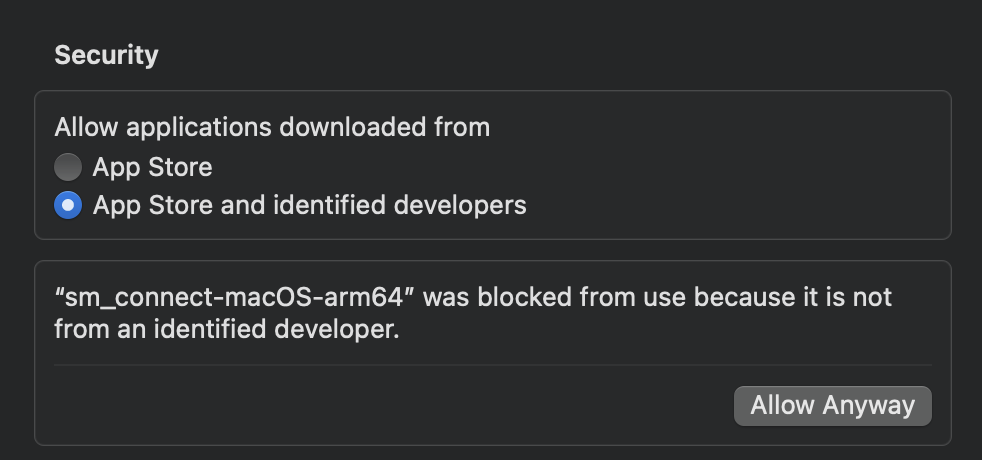 Security
Allow applications downloaded from
App Store
App Store and identified developers
“sm_connect-macOS-arm64” was blocked from use because it is not
from an identified developer.
Allow Anyway